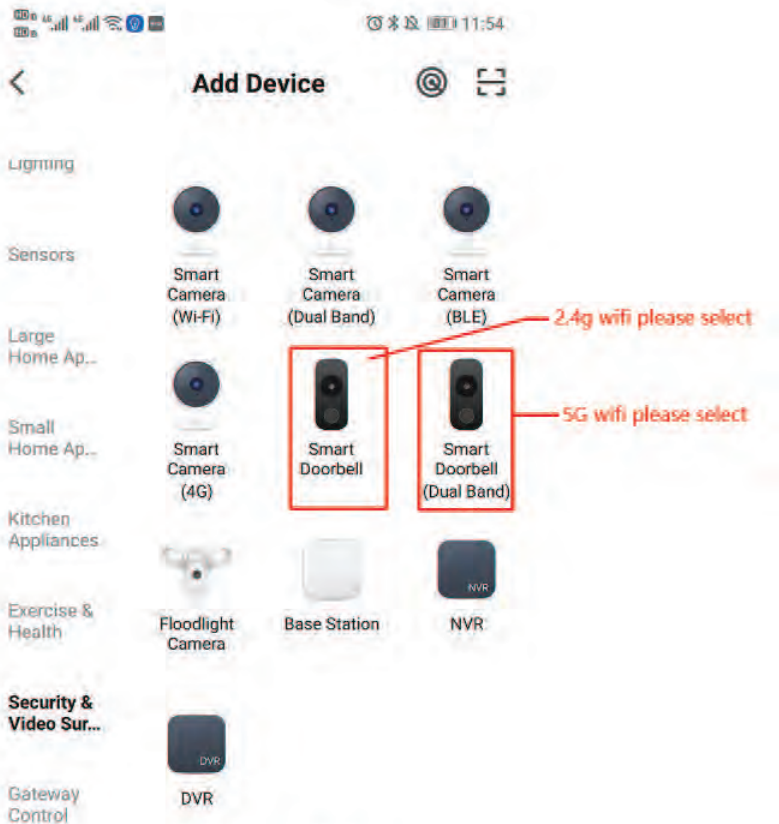 11:54
Add Device
Lighting
Sensors
Large
Home Ap...
Small
Home Ap...
Kitchen
Appliances
Exercise &
Health
Security &
Video Sur...
Gateway
Control
Smart
Camera
(Wi-Fi)
Smart
Camera
(Dual Band)
Smart
Camera
(BLE)
2.4g wifi please select
Smart
Camera
(4G)
Smart
Doorbell
Smart
Doorbell
(Dual Band)
5G wifi please select
Floodlight
Camera
Base Station
NVR
NVR
DVR
DVR